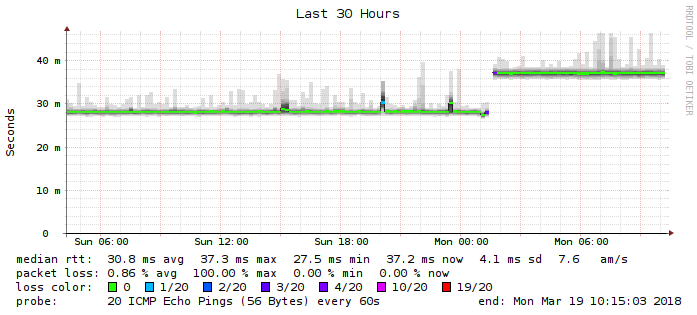 Last 30 Hours
RRDTOOL / TOBI OETIKER
Seconds
40 m
30 m
20 m
10 m
0
Sun 06:00 Sun 12:00 Sun 18:00 Mon 00:00 Mon 06:00
median rtt: 30.8 ms avg 37.3 ms max 27.5 ms min 37.2 ms now 4.1 ms sd 7.6 am/s
packet loss: 0.86 % avg 100.00 % max 0.00 % min 0.00 % now
loss color: 0 1/20 2/20 3/20 4/20 10/20 19/20
probe: 20 ICMP Echo Pings (56 Bytes) every 60s end: Mon Mar 19 10:15:03 2018